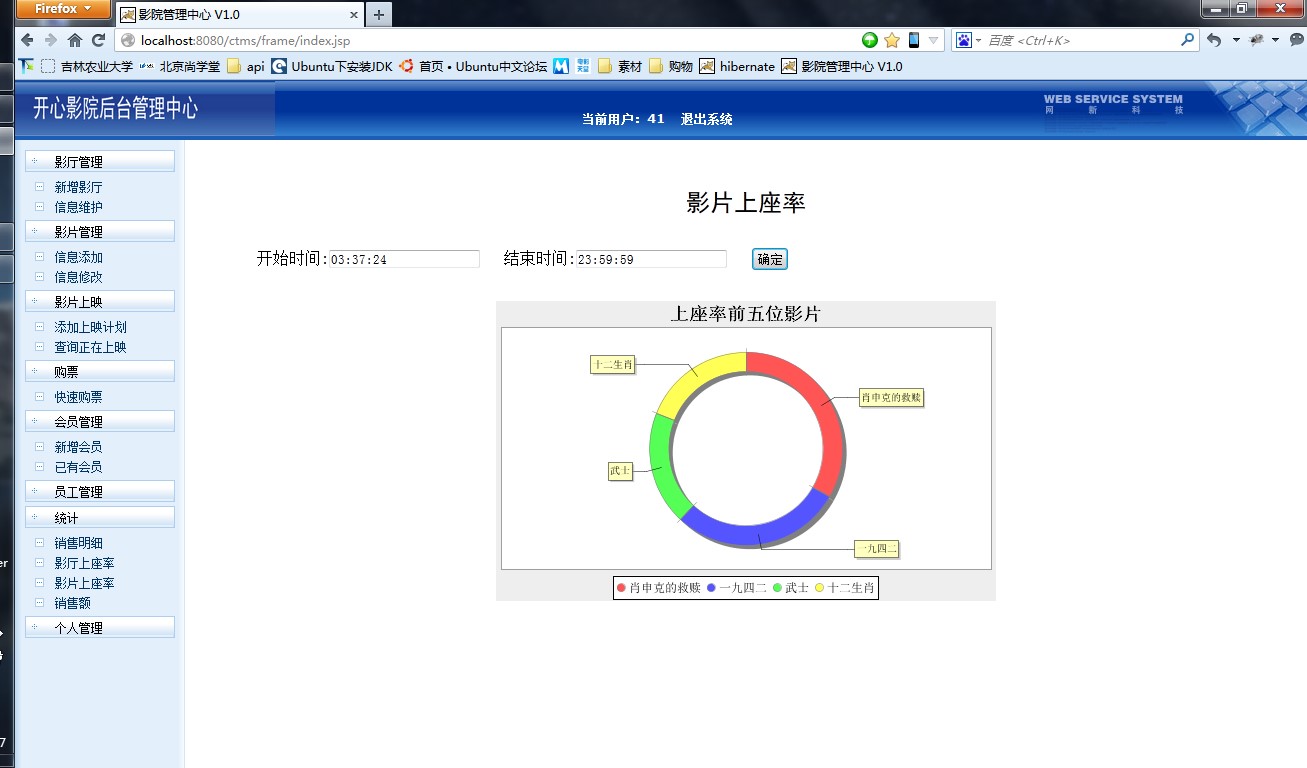 Firefox
影院管理中心 V1.0
localhost:8080/ctms/frame/index.jsp
百度 <Ctrl+K>
吉林农业大学 北京尚学堂 api Ubuntu下安装JDK 首页 • Ubuntu中文论坛 素材 购物 hibernate 影院管理中心 V1.0
开心影院后台管理中心
当前用户：41 退出系统
WEB SERVICE SYSTEM
网 新 科 技
影厅管理
新增影厅
信息维护
影片管理
信息添加
信息修改
影片上映
添加上映计划
查询正在上映
购票
快速购票
会员管理
新增会员
已有会员
员工管理
统计
销售明细
影厅上座率
影片上座率
销售额
个人管理
影片上座率
开始时间:03:37:24 结束时间:23:59:59 确定
上座率前五位影片
十二生肖
肖申克的救赎
武士
一九四二
肖申克的救赎 一九四二 武士 十二生肖
er
7